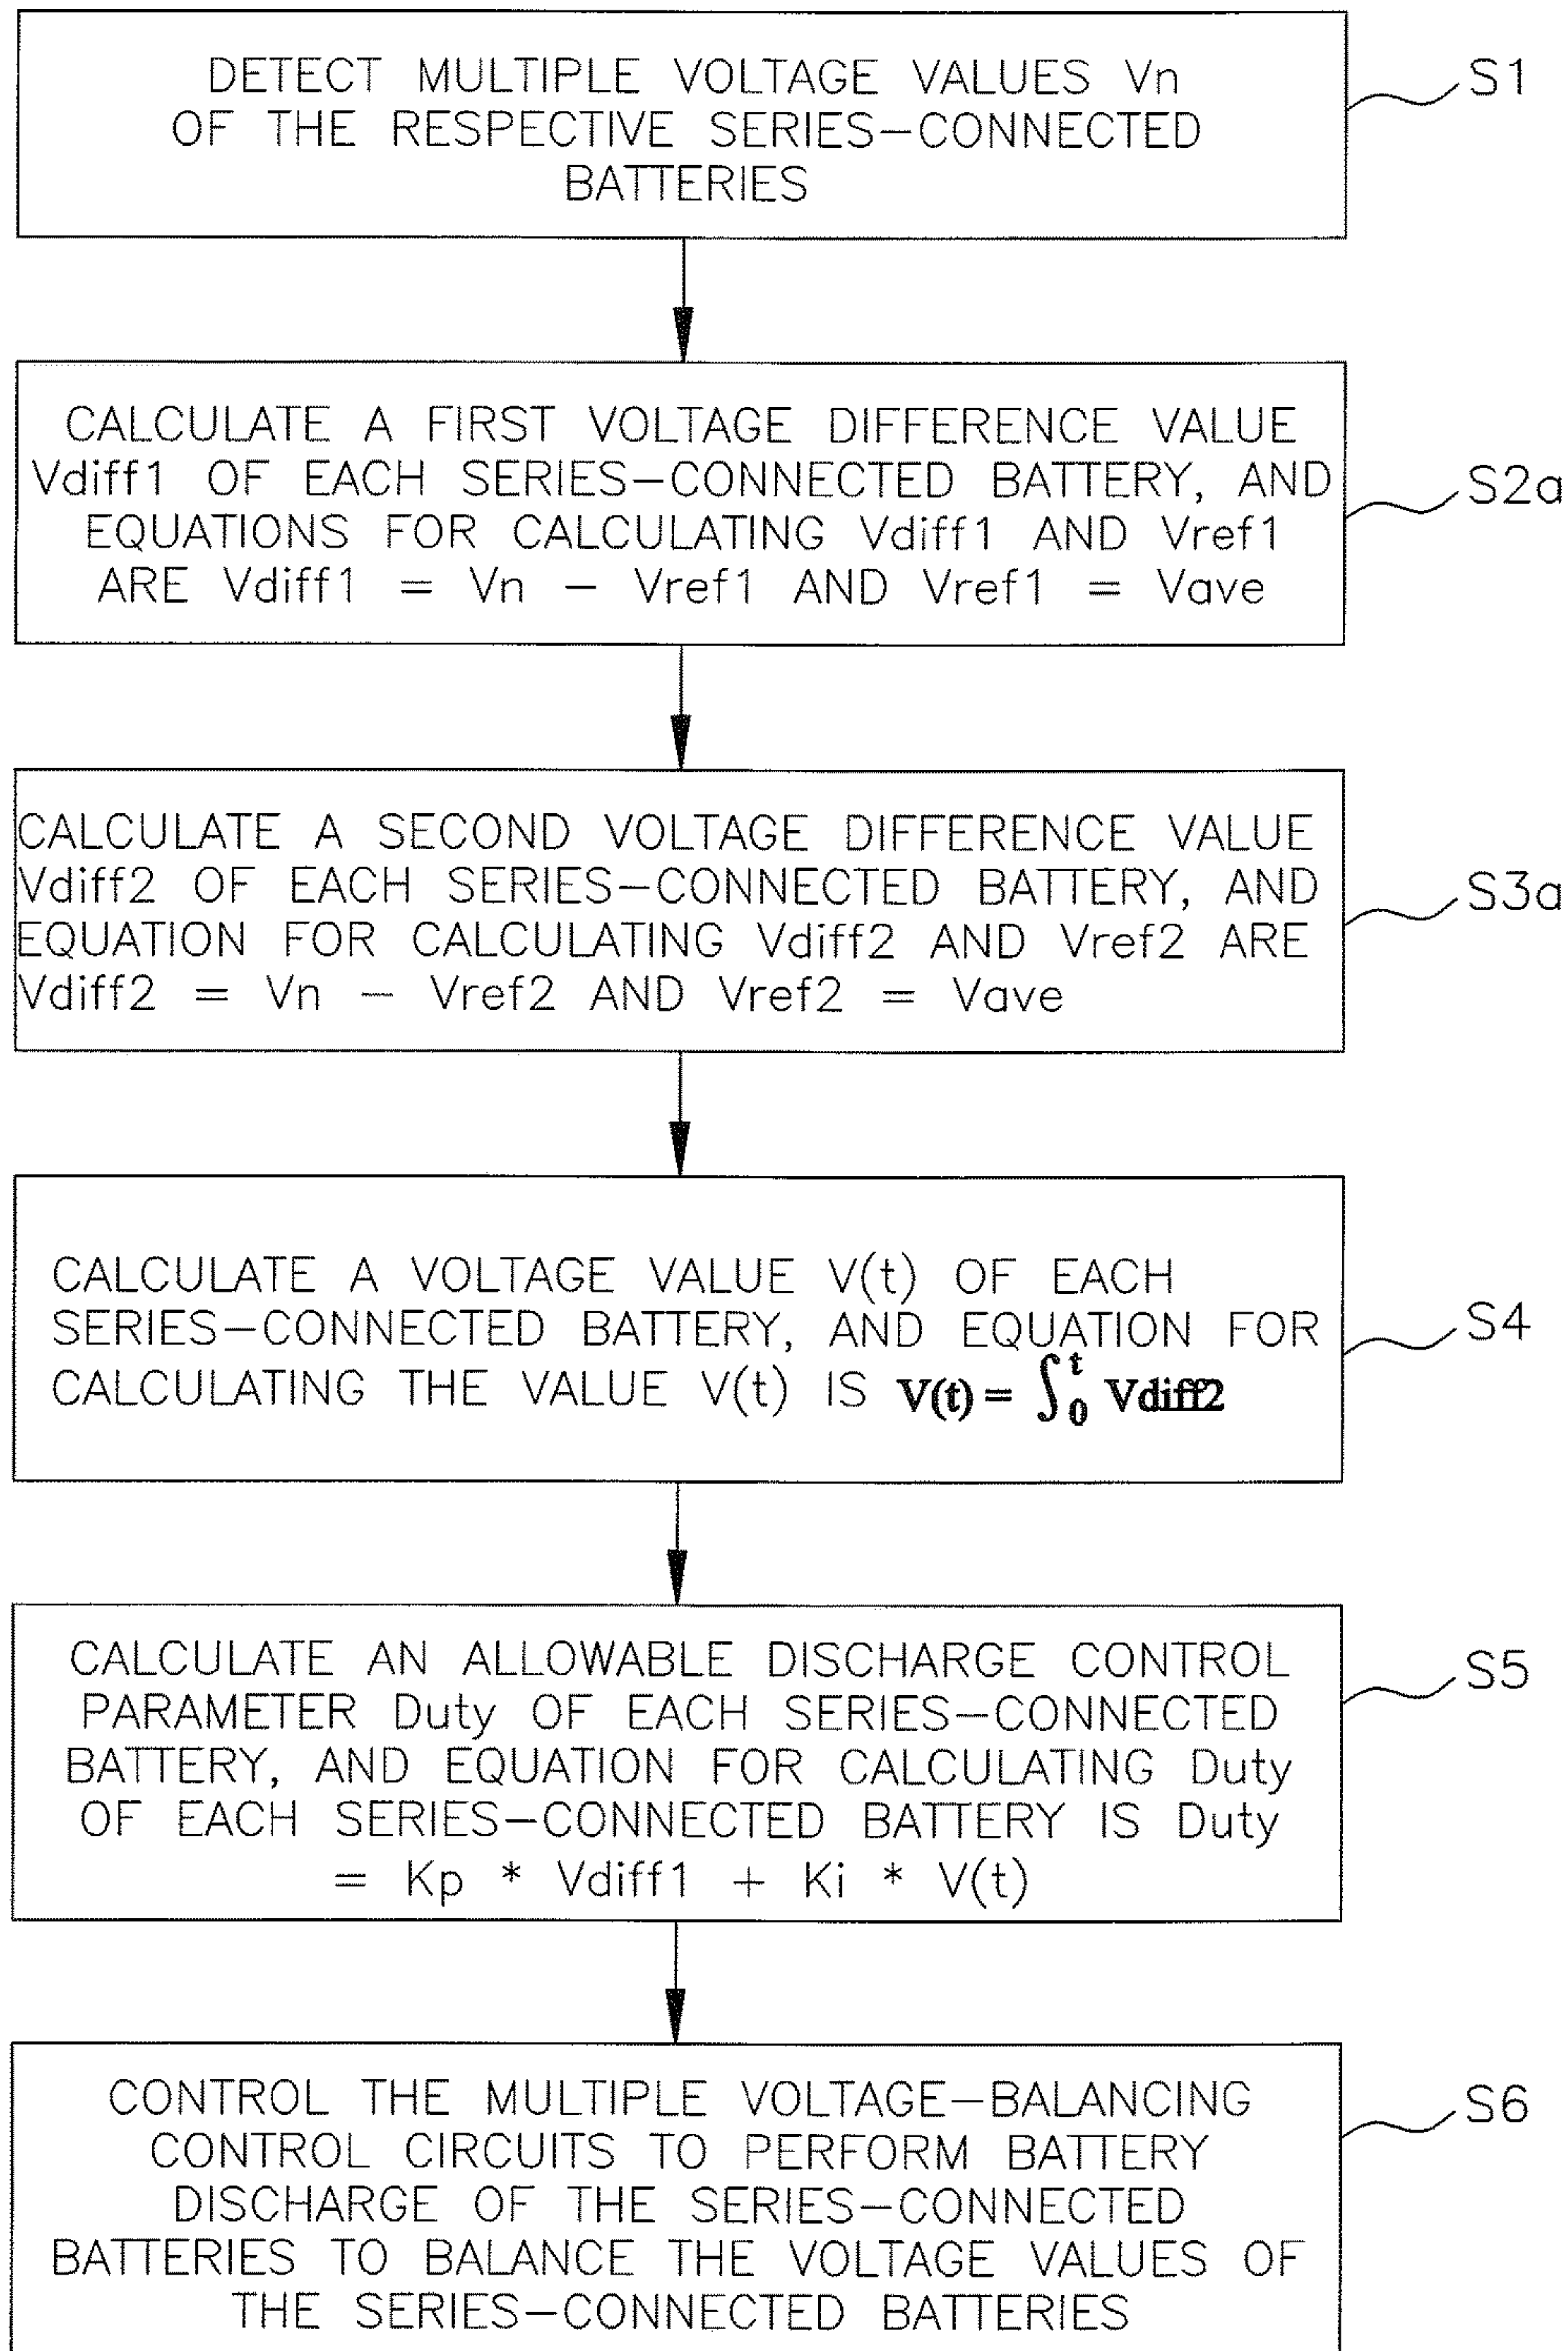 DETECT MULTIPLE VOLTAGE VALUES Vn
OF THE RESPECTIVE SERIES-CONNECTED
BATTERIES
S1
CALCULATE A FIRST VOLTAGE DIFFERENCE VALUE
Vdiff1 OF EACH SERIES-CONNECTED BATTERY, AND
EQUATIONS FOR CALCULATING Vdiff1 AND Vref1
ARE Vdiff1 = Vn - Vref1 AND Vref1 = Vave
S2a
CALCULATE A SECOND VOLTAGE DIFFERENCE VALUE
Vdiff2 OF EACH SERIES-CONNECTED BATTERY, AND
EQUATION FOR CALCULATING Vdiff2 AND Vref2 ARE
Vdiff2 = Vn - Vref2 AND Vref2 = Vave
S3a
CALCULATE A VOLTAGE VALUE V(t) OF EACH
SERIES-CONNECTED BATTERY, AND EQUATION FOR
CALCULATING THE VALUE V(t) IS V(t) = ∫₀ᵗ Vdiff2
S4
CALCULATE AN ALLOWABLE DISCHARGE CONTROL
PARAMETER Duty OF EACH SERIES-CONNECTED
BATTERY, AND EQUATION FOR CALCULATING Duty
OF EACH SERIES-CONNECTED BATTERY IS Duty
= Kp * Vdiff1 + Ki * V(t)
S5
CONTROL THE MULTIPLE VOLTAGE-BALANCING
CONTROL CIRCUITS TO PERFORM BATTERY
DISCHARGE OF THE SERIES-CONNECTED
BATTERIES TO BALANCE THE VOLTAGE VALUES OF
THE SERIES-CONNECTED BATTERIES
S6